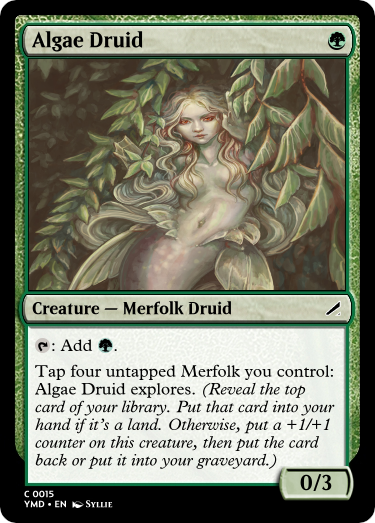 Algae Druid
Creature — Merfolk Druid
: Add .
Tap four untapped Merfolk you control:
Algae Druid explores. (Reveal the top
card of your library. Put that card into your
hand if it's a land. Otherwise, put a +1/+1
counter on this creature, then put the card
back or put it into your graveyard.)
0/3
C 0015
YMD • EN Syllie